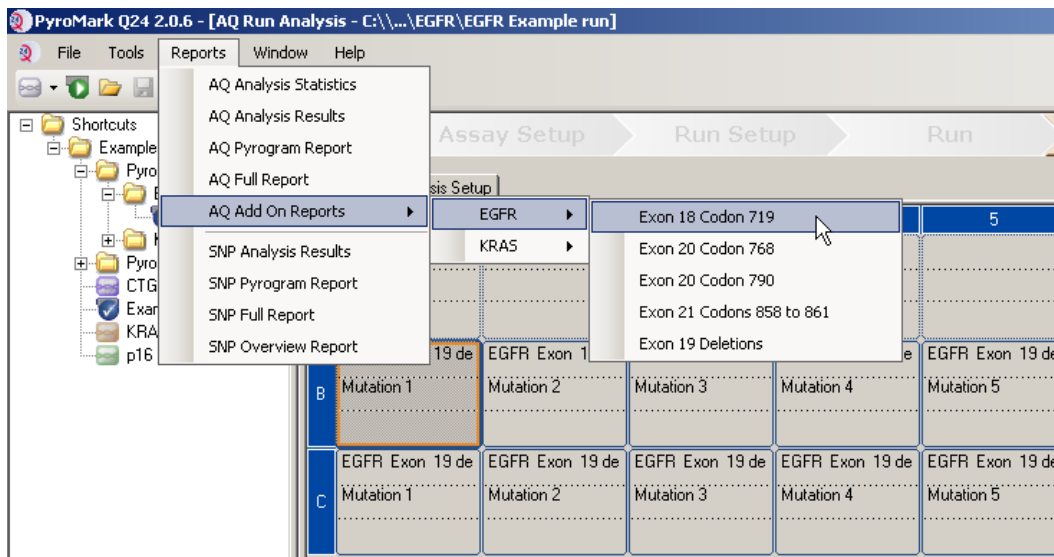 PyroMark Q24 2.0.6 - [AQ Run Analysis - C:\\...\EGFR\EGFR Example run]
File Tools Reports Window Help
AQ Analysis Statistics
AQ Analysis Results
AQ Pyrogram Report
AQ Full Report
AQ Add On Reports
SNP Analysis Results
SNP Pyrogram Report
SNP Full Report
SNP Overview Report
EGFR
KRAS
Exon 18 Codon 719
Exon 20 Codon 768
Exon 20 Codon 790
Exon 21 Codons 858 to 861
Exon 19 Deletions
Shortcuts
Example
Pyro
E
K
Pyro
CTG
Exar
KRA
p16
Assay Setup Run Setup Run
sis Setup
5
19 de EGFR Exon 1 e EGFR Exon 19 de
B Mutation 1 Mutation 2 Mutation 3 Mutation 4 Mutation 5
EGFR Exon 19 de EGFR Exon 19 de EGFR Exon 19 de EGFR Exon 19 de EGFR Exon 19 de
C Mutation 1 Mutation 2 Mutation 3 Mutation 4 Mutation 5